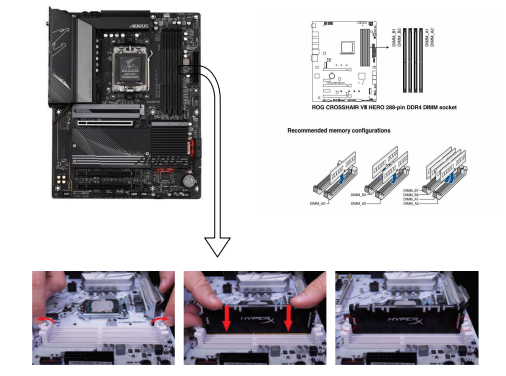 AORUS
DIMM_B1
DIMM_B2
DIMM_A1
DIMM_A2
ROG CROSSHAIR VIII HERO 288-pin DDR4 DIMM socket
Recommended memory configurations
DIMM_A2
DIMM_B2
DIMM_A2
DIMM_B1
DIMM_B2
DIMM_A1
DIMM_A2
HYPERX
HYPERX